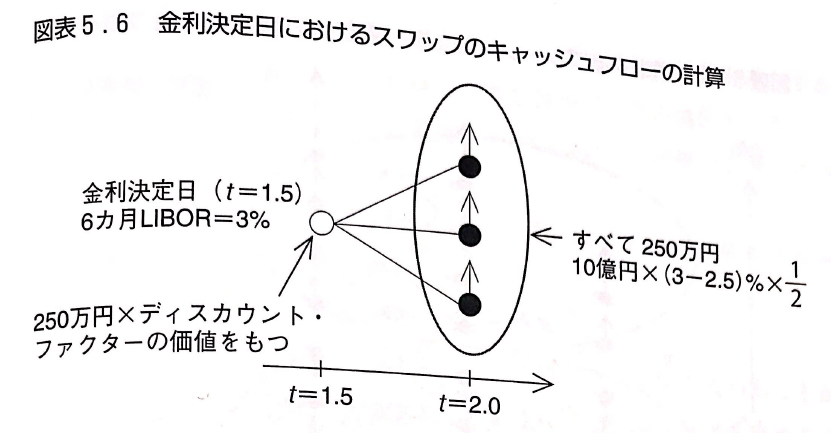 図表5.6 金利決定日におけるスワップのキャッシュフローの計算
金利決定日（t＝1.5）
6カ月LIBOR＝3%
すべて 250万円
10億円×（3−2.5）%×1/2
250万円×ディスカウント・
ファクターの価値をもつ
t＝1.5
t＝2.0